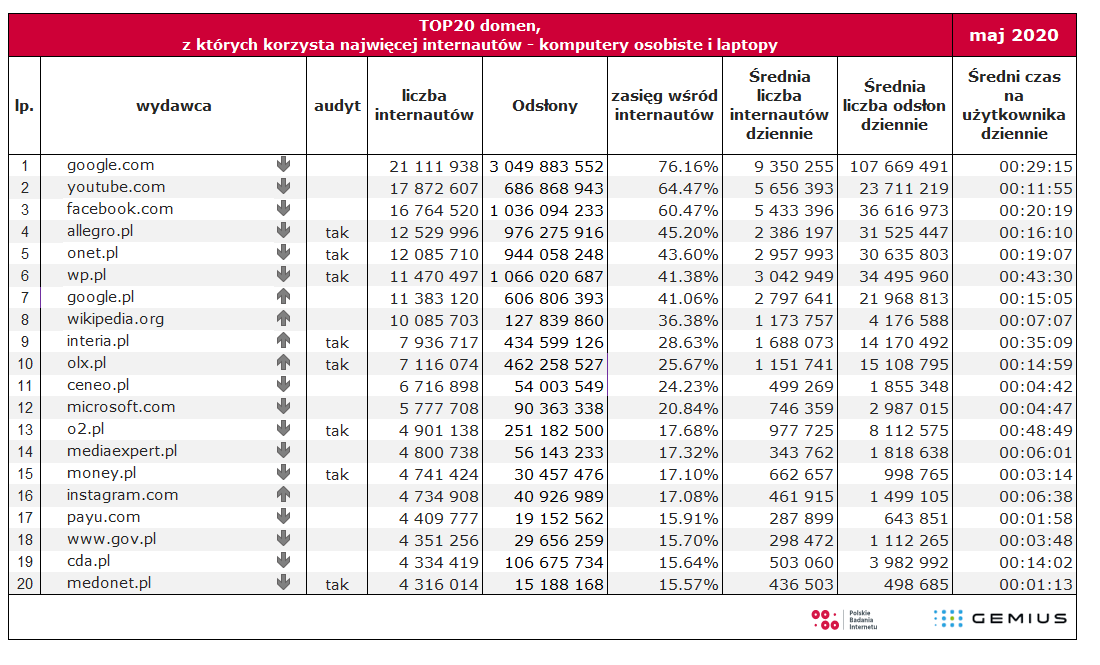 TOP20 domen,
z których korzysta najwięcej internautów - komputery osobiste i laptopy
maj 2020
lp. wydawca audyt liczba internautów Odsłony zasięg wśród internautów Średnia liczba internautów dziennie Średnia liczba odsłon dziennie Średni czas na użytkownika dziennie
1 google.com 21 111 938 3 049 883 552 76.16% 9 350 255 107 669 491 00:29:15
2 youtube.com 17 872 607 686 868 943 64.47% 5 656 393 23 711 219 00:11:55
3 facebook.com 16 764 520 1 036 094 233 60.47% 5 433 396 36 616 973 00:20:19
4 allegro.pl tak 12 529 996 976 275 916 45.20% 2 386 197 31 525 447 00:16:10
5 onet.pl tak 12 085 710 944 058 248 43.60% 2 957 993 30 635 803 00:19:07
6 wp.pl tak 11 470 497 1 066 020 687 41.38% 3 042 949 34 495 960 00:43:30
7 google.pl 11 383 120 606 806 393 41.06% 2 797 641 21 968 813 00:15:05
8 wikipedia.org 10 085 703 127 839 860 36.38% 1 173 757 4 176 588 00:07:07
9 interia.pl tak 7 936 717 434 599 126 28.63% 1 688 073 14 170 492 00:35:09
10 olx.pl tak 7 116 074 462 258 527 25.67% 1 151 741 15 108 795 00:14:59
11 ceneo.pl 6 716 898 54 003 549 24.23% 499 269 1 855 348 00:04:42
12 microsoft.com 5 777 708 90 363 338 20.84% 746 359 2 987 015 00:04:47
13 o2.pl tak 4 901 138 251 182 500 17.68% 977 725 8 112 575 00:48:49
14 mediaexpert.pl 4 800 738 56 143 233 17.32% 343 762 1 818 638 00:06:01
15 money.pl tak 4 741 424 30 457 476 17.10% 662 657 998 765 00:03:14
16 instagram.com 4 734 908 40 926 989 17.08% 461 915 1 499 105 00:06:38
17 payu.com 4 409 777 19 152 562 15.91% 287 899 643 851 00:01:58
18 www.gov.pl 4 351 256 29 656 259 15.70% 298 472 1 112 265 00:03:48
19 cda.pl 4 334 419 106 675 734 15.64% 503 060 3 982 992 00:14:02
20 medonet.pl tak 4 316 014 15 188 168 15.57% 436 503 498 685 00:01:13
Polskie
Badania
Internetu
GEMIUS